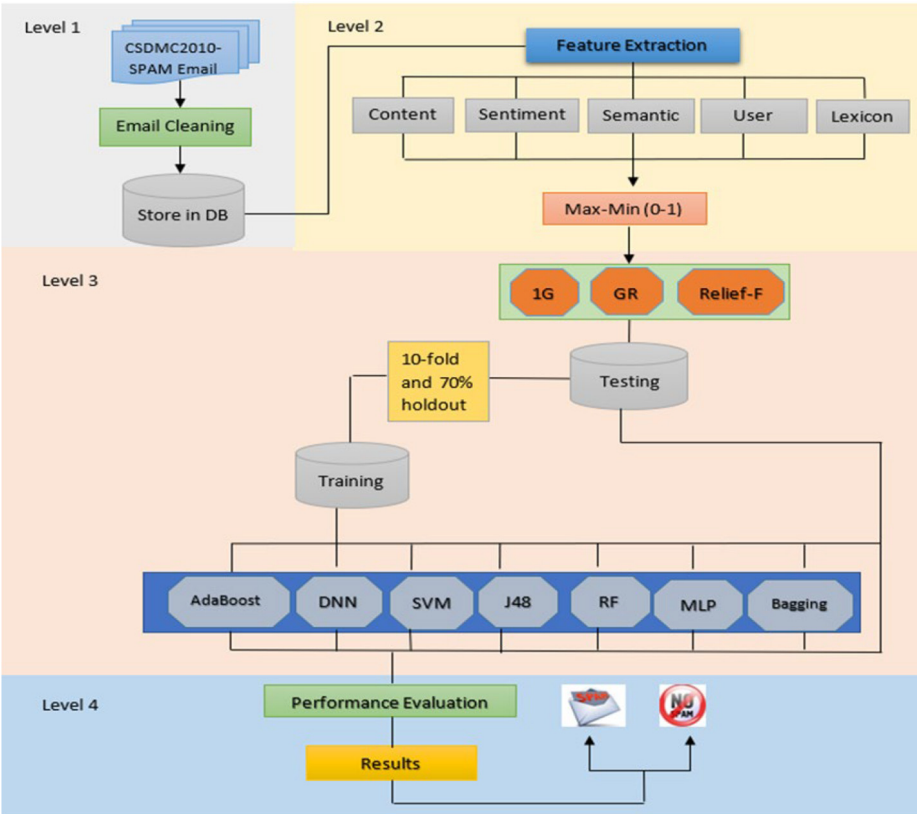 Level 1
CSDMC2010-
SPAM Email
Email Cleaning
Store in DB
Level 2
Feature Extraction
Content
Sentiment
Semantic
User
Lexicon
Max-Min (0-1)
Level 3
1G
GR
Relief-F
10-fold
and 70%
holdout
Testing
Training
AdaBoost
DNN
SVM
J48
RF
MLP
Bagging
Level 4
Performance Evaluation
Results
SPAM
NO
SPAM